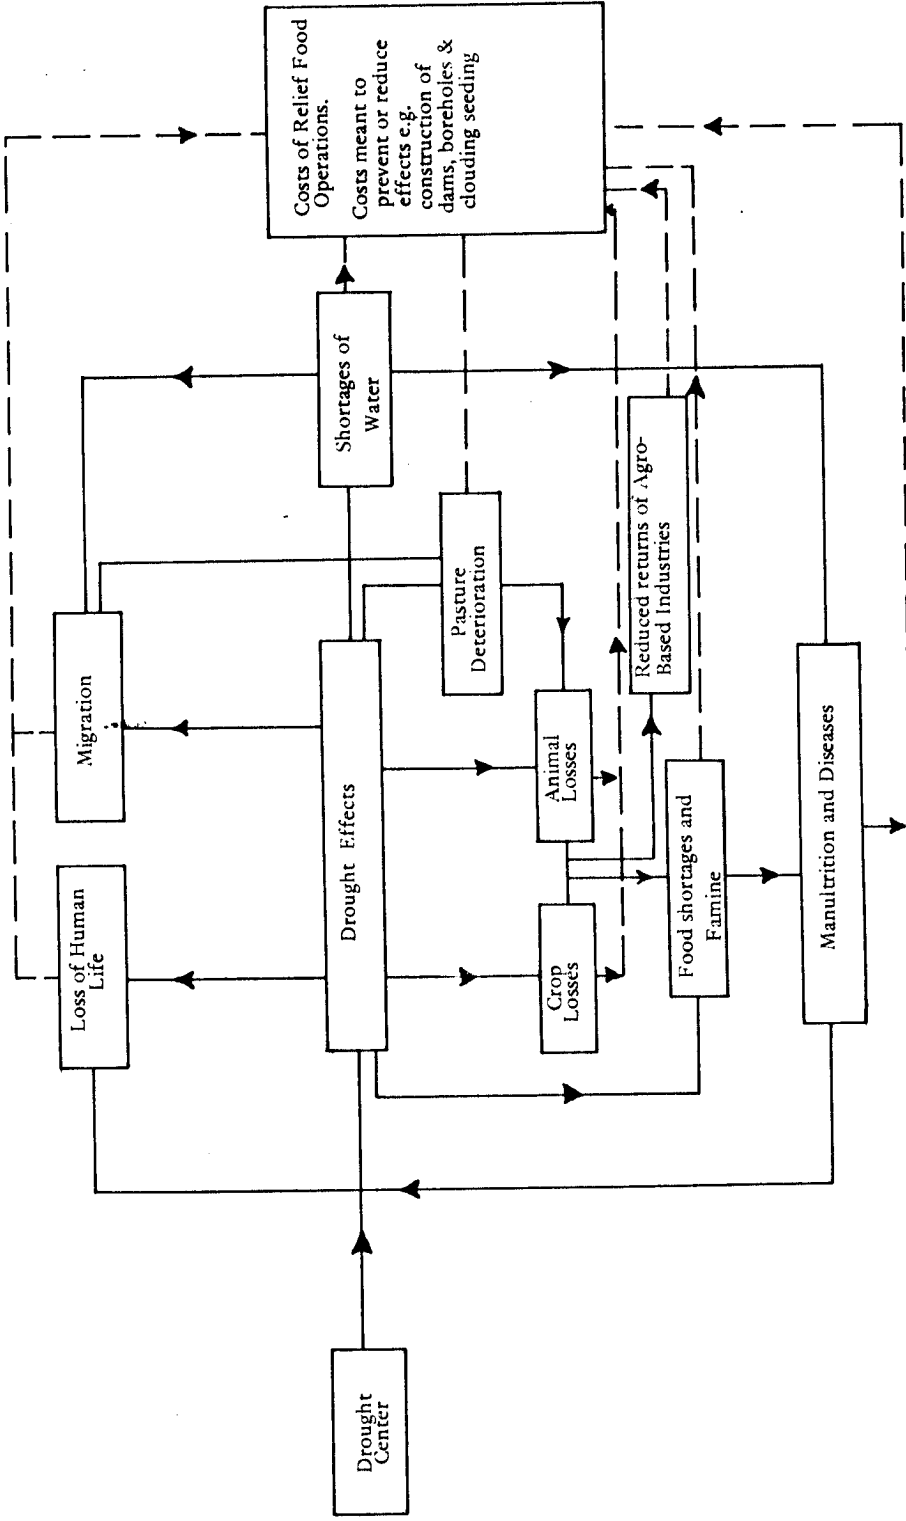 Drought
Center
Loss of Human
Life
Migration
Drought Effects
Shortages of
Water
Pasture
Deterioration
Crop
Losses
Animal
Losses
Reduced returns of Agro-
Based Industries
Food shortages and
Famine
Manultrition and Diseases
Costs of Relief Food
Operations.
Costs meant to
prevent or reduce
effects e.g.
construction of
dams, boreholes &
clouding seeding